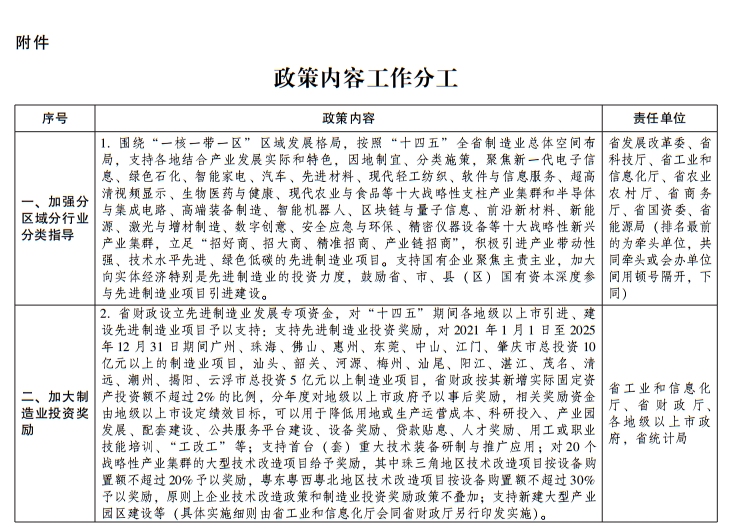 附件
政策内容工作分工
序号
政策内容
责任单位
一、加强分
区域分行业
分类指导
1. 围绕“一核一带一区”区域发展格局，按照“十四五”全省制造业总体空间布
局，支持各地结合产业发展实际和特色，因地制宜、分类施策，聚焦新一代电子信
息、绿色石化、智能家电、汽车、先进材料、现代轻工纺织、软件与信息服务、超高
清视频显示、生物医药与健康、现代农业与食品等十大战略性支柱产业集群和半导体
与集成电路、高端装备制造、智能机器人、区块链与量子信息、前沿新材料、新能
源、激光与增材制造、数字创意、安全应急与环保、精密仪器设备等十大战略性新兴
产业集群，立足“招好商、招大商、精准招商、产业链招商”，积极引进产业带动性
强、技术水平先进、绿色低碳的先进制造业项目。支持国有企业聚焦主责主业，加大
向实体经济特别是先进制造业的投资力度，鼓励省、市、县（区）国有资本深度参
与先进制造业项目引进建设。
省发展改革委、省
科技厅、省工业和
信息化厅、省农业
农村厅、省商务
厅、省国资委、省
能源局（排名最前
的为牵头单位，共
同牵头或会办单位
间用顿号隔开，下
同）
二、加大制
造业投资奖
励
2. 省财政设立先进制造业发展专项资金，对“十四五”期间各地级以上市引进、建
设先进制造业项目予以支持：支持先进制造业投资奖励，对 2021 年 1 月 1 日至 2025
年 12 月 31 日期间广州、珠海、佛山、惠州、东莞、中山、江门、肇庆市总投资 10
亿元以上的制造业项目，汕头、韶关、河源、梅州、汕尾、阳江、湛江、茂名、清
远、潮州、揭阳、云浮市总投资 5 亿元以上制造业项目，省财政按其新增实际固定资
产投资额不超过 2% 的比例，分年度对地级以上市政府予以事后奖励，相关奖励资金
由地级以上市设定绩效目标，可以用于降低用地或生产运营成本、科研投入、产业园
发展、配套建设、公共服务平台建设、设备奖励、贷款贴息、人才奖励、用工或职业
技能培训、“工改工”等；支持首台（套）重大技术装备研制与推广应用；对 20 个
战略性产业集群的大型技术改造项目给予奖励，其中珠三角地区技术改造项目按设备购
置额不超过 20% 予以奖励，粤东粤西粤北地区技术改造项目按设备购置额不超过 30%
予以奖励，原则上企业技术改造政策和制造业投资奖励政策不叠加；支持新建大型产业
园区建设等（具体实施细则由省工业和信息化厅会同省财政厅另行印发实施）。
省工业和信息化
厅、省财政厅、
各地级以上市政
府，省统计局